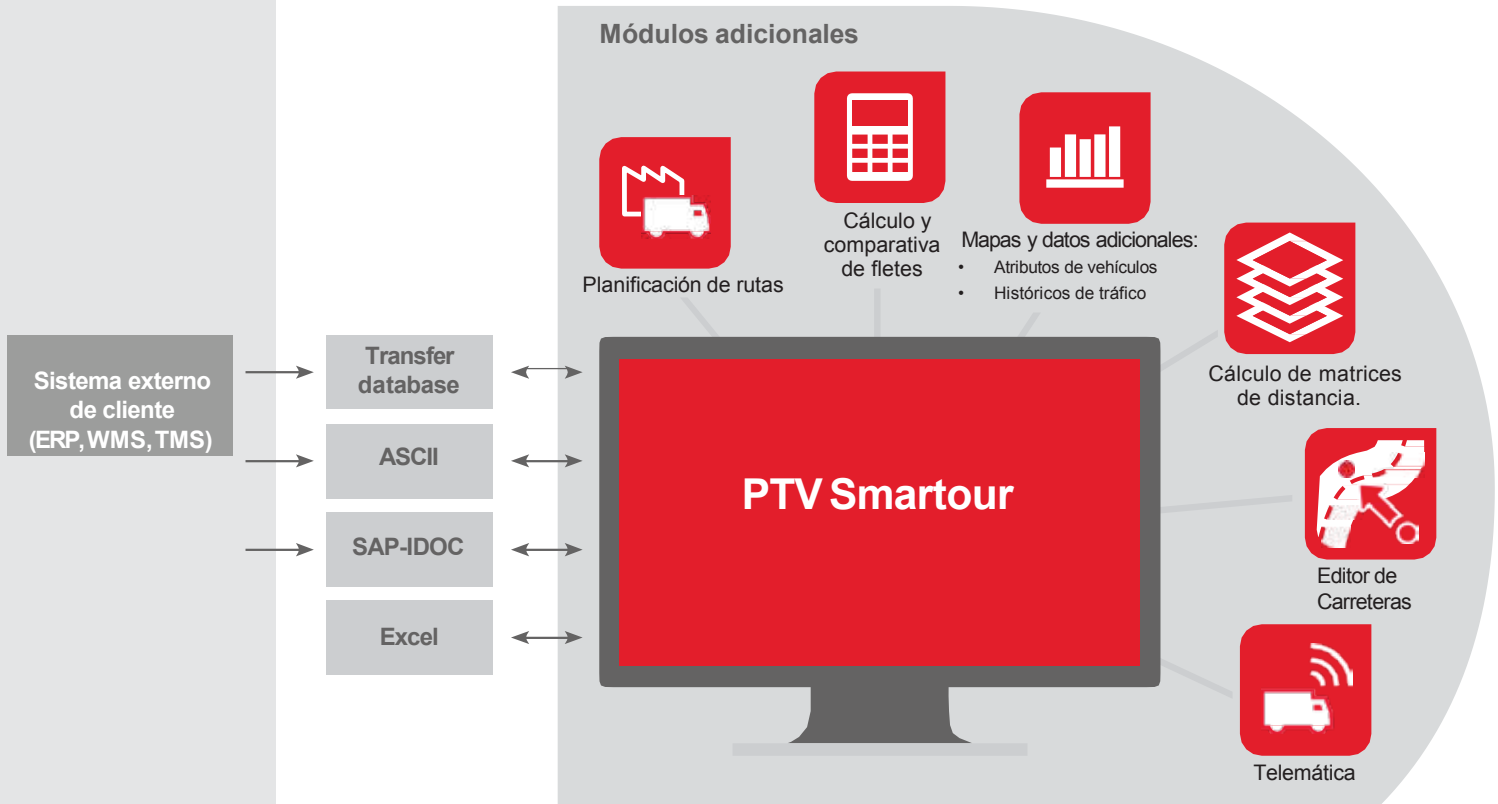 Módulos adicionales
Planificación de rutas
Cálculo y
comparativa
de fletes
Mapas y datos adicionales:
• Atributos de vehículos
• Históricos de tráfico
Cálculo de matrices
de distancia.
Editor de
Carreteras
Telemática
Sistema externo
de cliente
(ERP, WMS, TMS)
Transfer
database
ASCII
SAP-IDOC
Excel
PTV Smartour